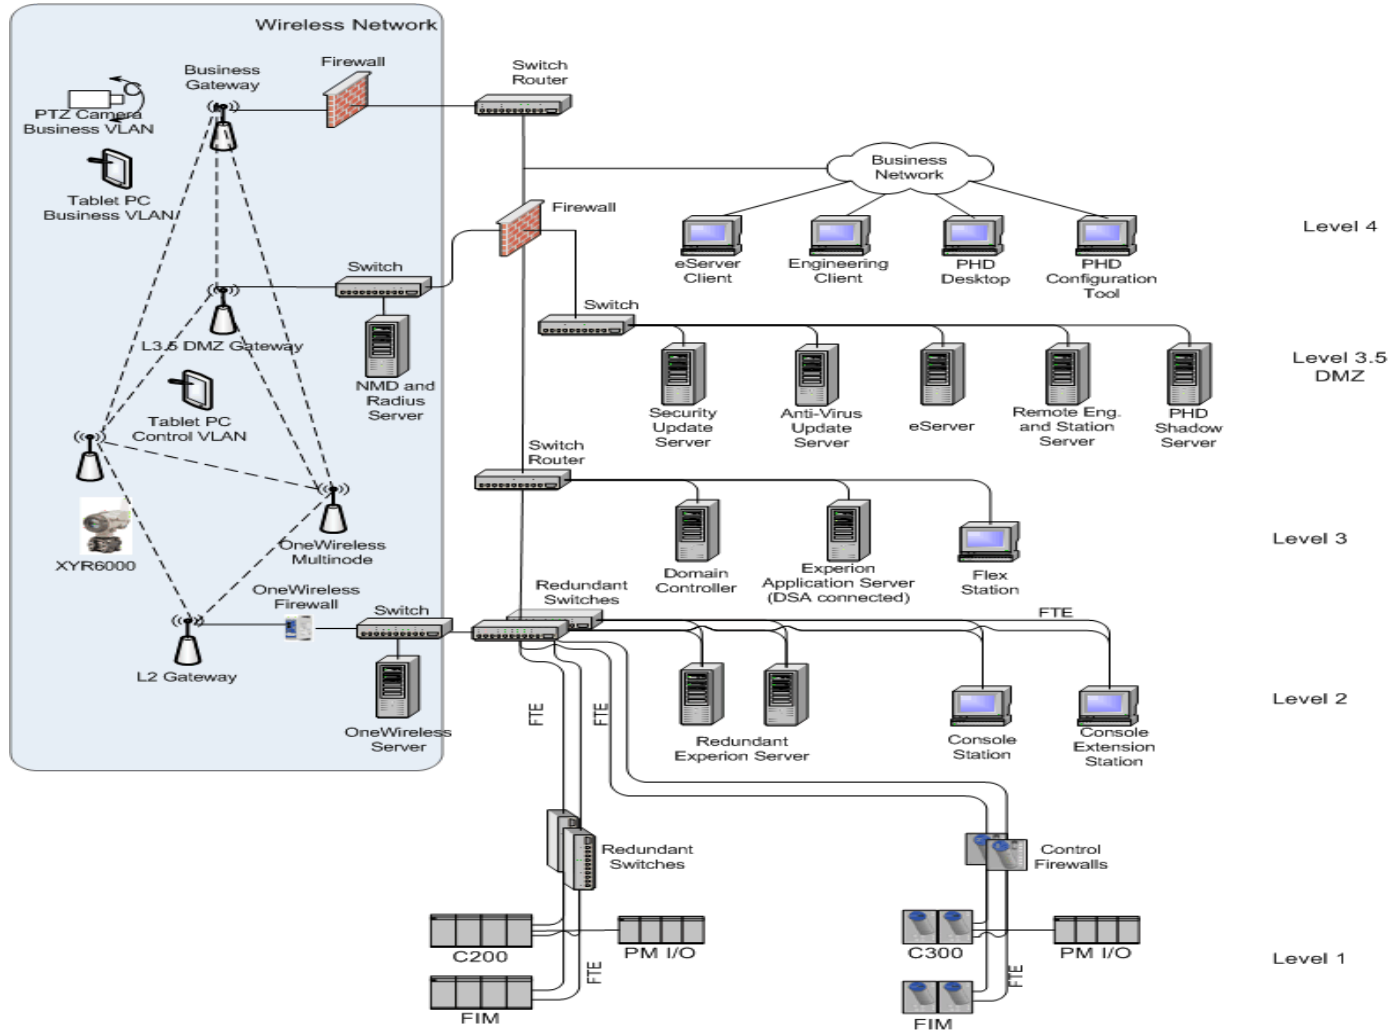 Wireless Network
Business
Gateway
Firewall
Switch
Router
PTZ Camera
Business VLAN
Tablet PC
Business VLAN
Business
Network
Firewall
Level 4
eServer
Client
Engineering
Client
PHD
Desktop
PHD
Configuration
Tool
Switch
Switch
L3.5 DMZ Gateway
NMD and
Radius
Server
Level 3.5
DMZ
Tablet PC
Control VLAN
Security
Update
Server
Anti-Virus
Update
Server
eServer
Remote Eng.
and Station
Server
PHD
Shadow
Server
Switch
Router
XYR6000
OneWireless
Multinode
Level 3
Domain
Controller
Experion
Application Server
(DSA connected)
Flex
Station
OneWireless
Firewall
Switch
Redundant
Switches
FTE
L2 Gateway
OneWireless
Server
Level 2
FTE
FTE
Redundant
Experion Server
Console
Station
Console
Extension
Station
Redundant
Switches
Control
Firewalls
C200
PM I/O
C300
PM I/O
Level 1
FTE
FTE
FIM
FIM